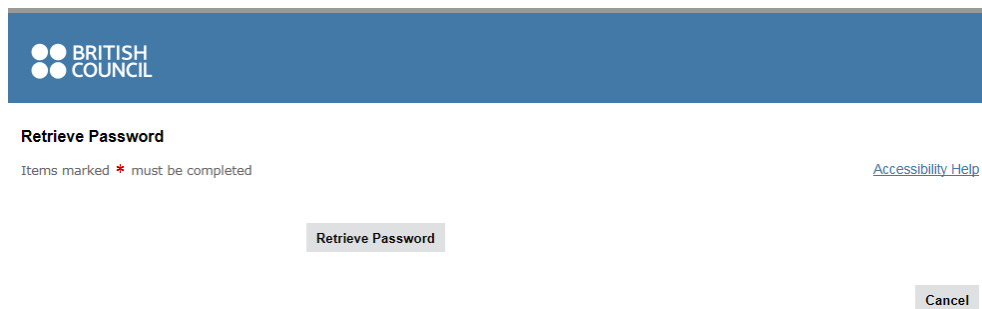 BRITISH
COUNCIL
Retrieve Password
Items marked * must be completed
Accessibility Help
Retrieve Password
Cancel